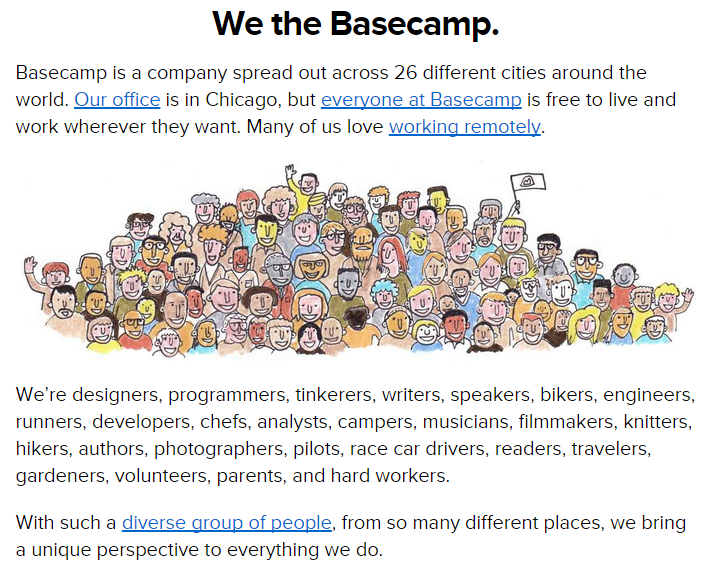 We the Basecamp.
Basecamp is a company spread out across 26 different cities around the
world. Our office is in Chicago, but everyone at Basecamp is free to live and
work wherever they want. Many of us love working remotely.
We’re designers, programmers, tinkerers, writers, speakers, bikers, engineers,
runners, developers, chefs, analysts, campers, musicians, filmmakers, knitters,
hikers, authors, photographers, pilots, race car drivers, readers, travelers,
gardeners, volunteers, parents, and hard workers.
With such a diverse group of people, from so many different places, we bring
a unique perspective to everything we do.